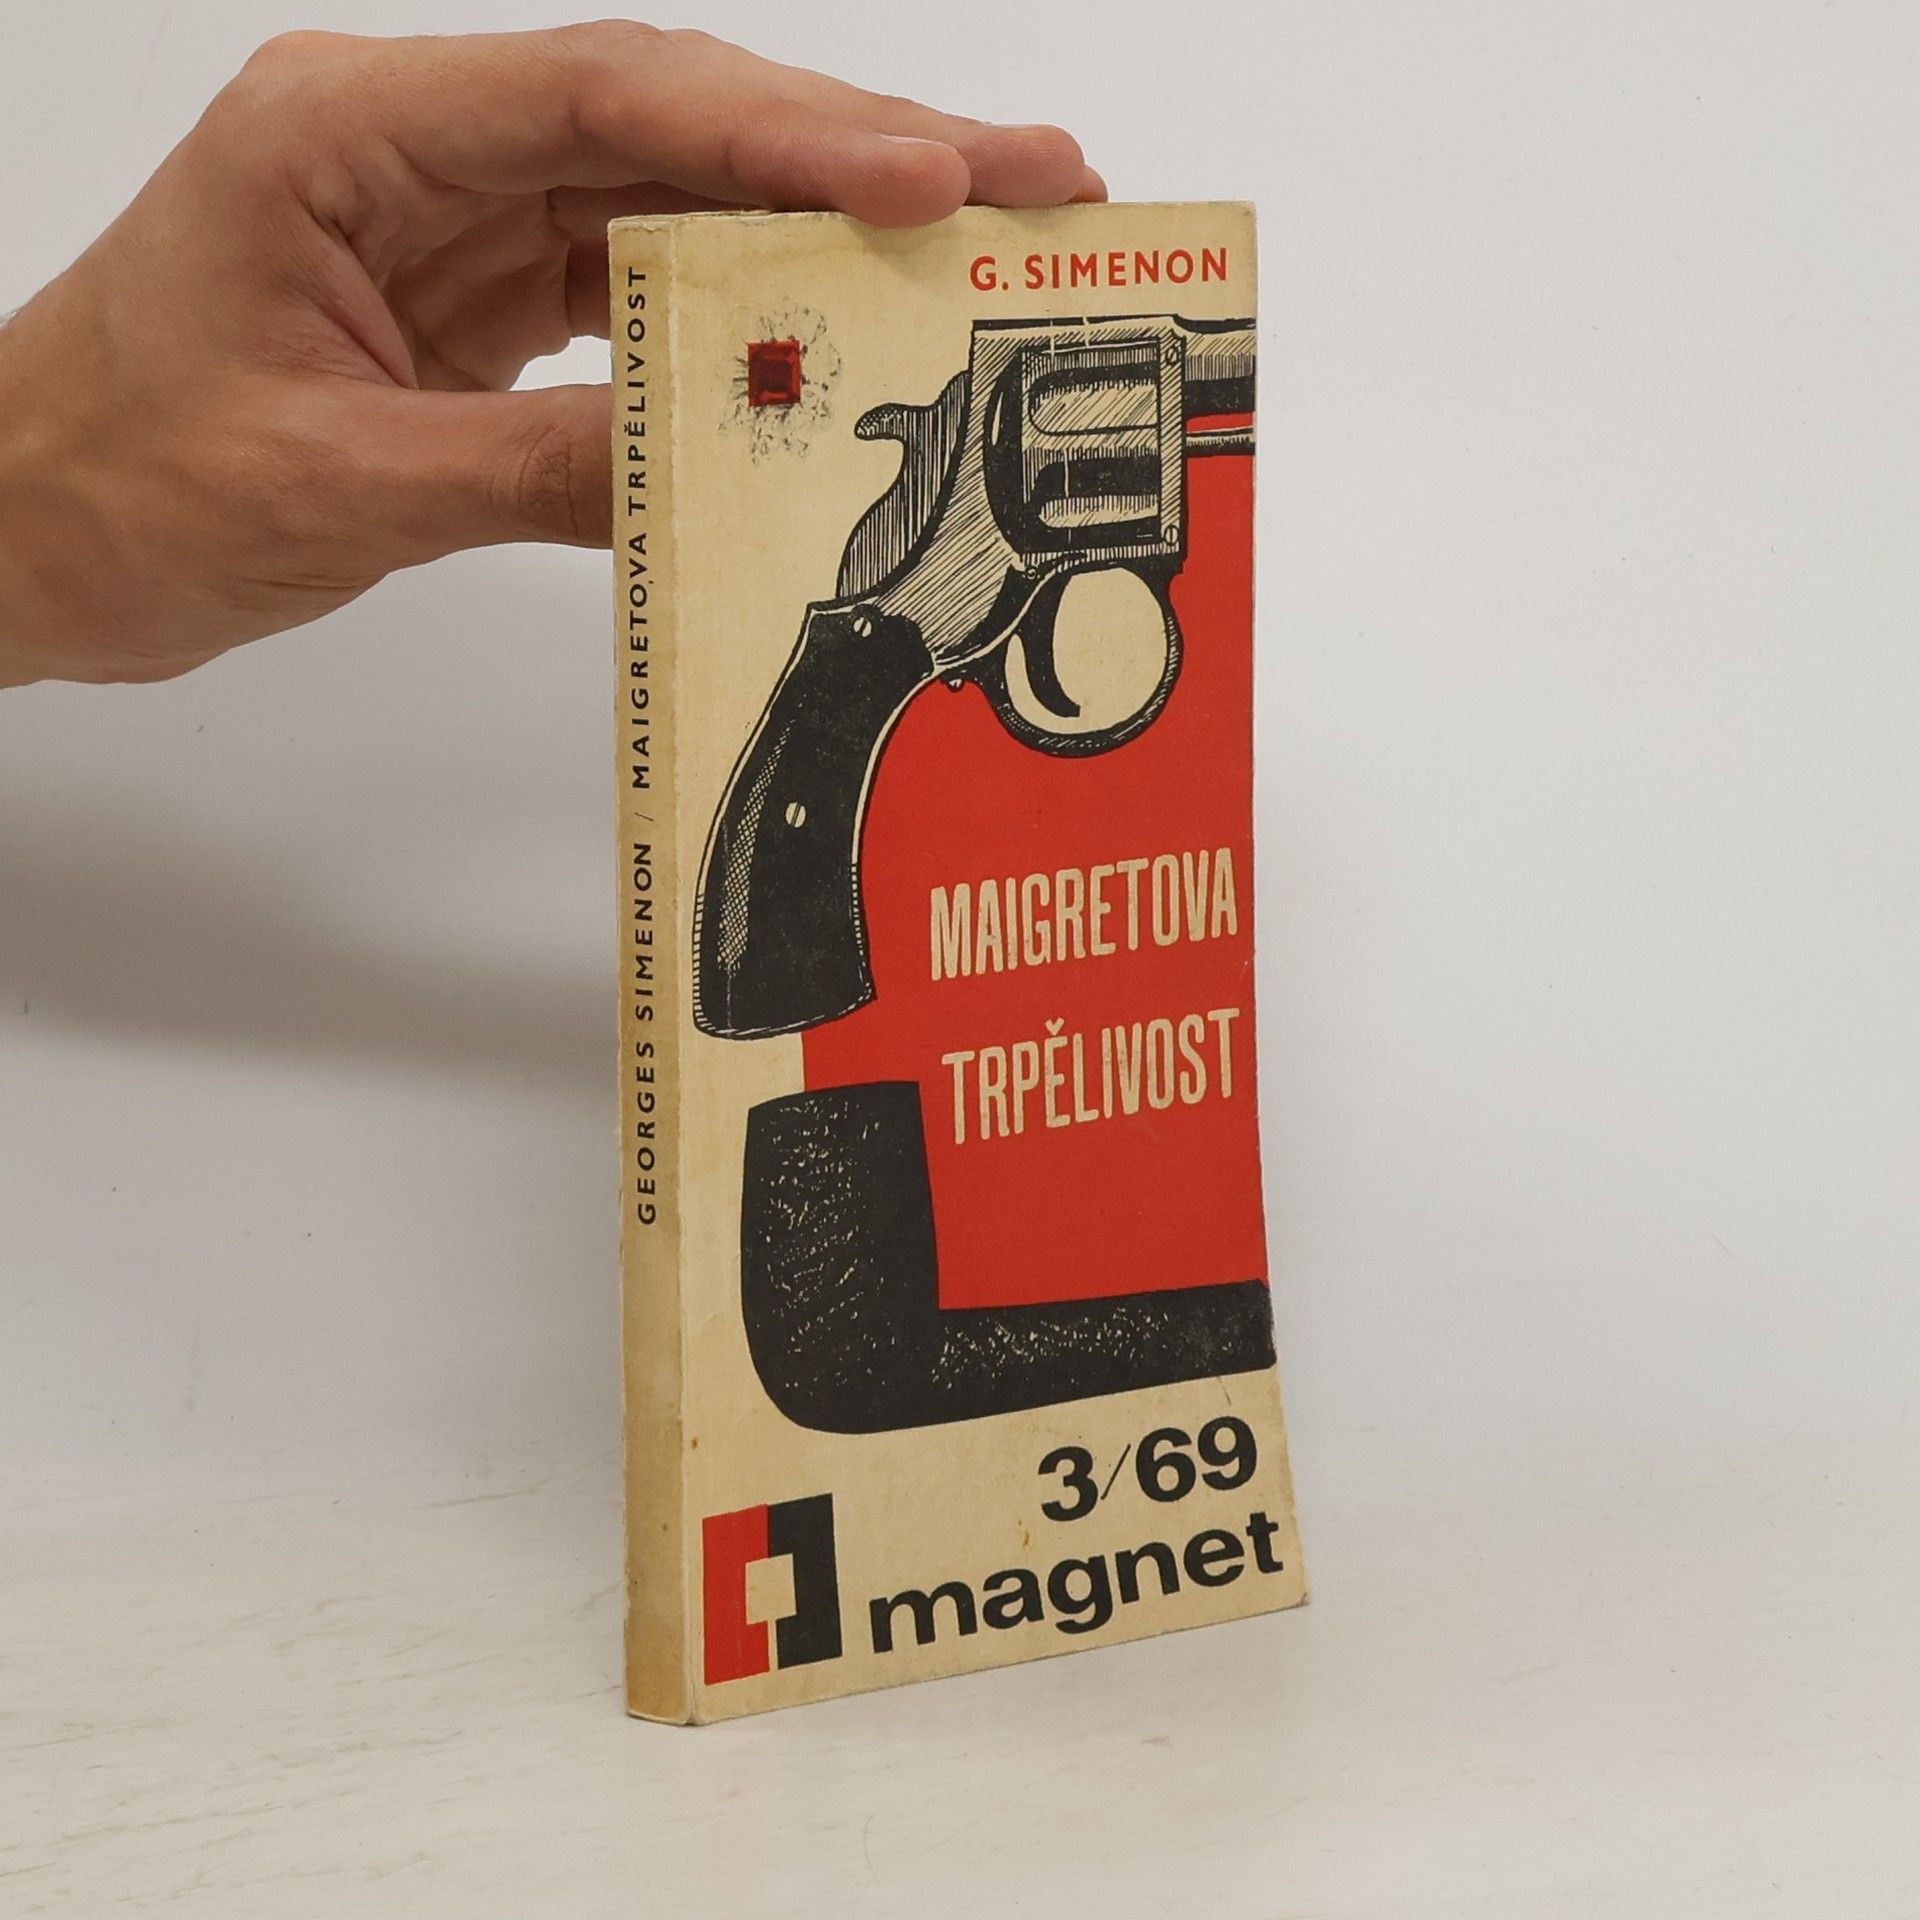 GEORGES SIMENON / MAIGRETOVA TRPĚLIVOST
G. SIMENON
MAIGRETOVA
TRPĚLIVOST
3/69
magnet